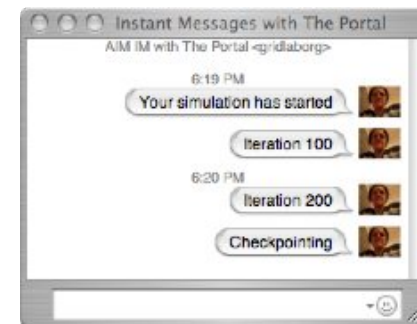 Instant Messages with The Portal
AIM IM with The Portal <gridlaborg>
6:19 PM
Your simulation has started
Iteration 100
6:20 PM
Iteration 200
Checkpointing